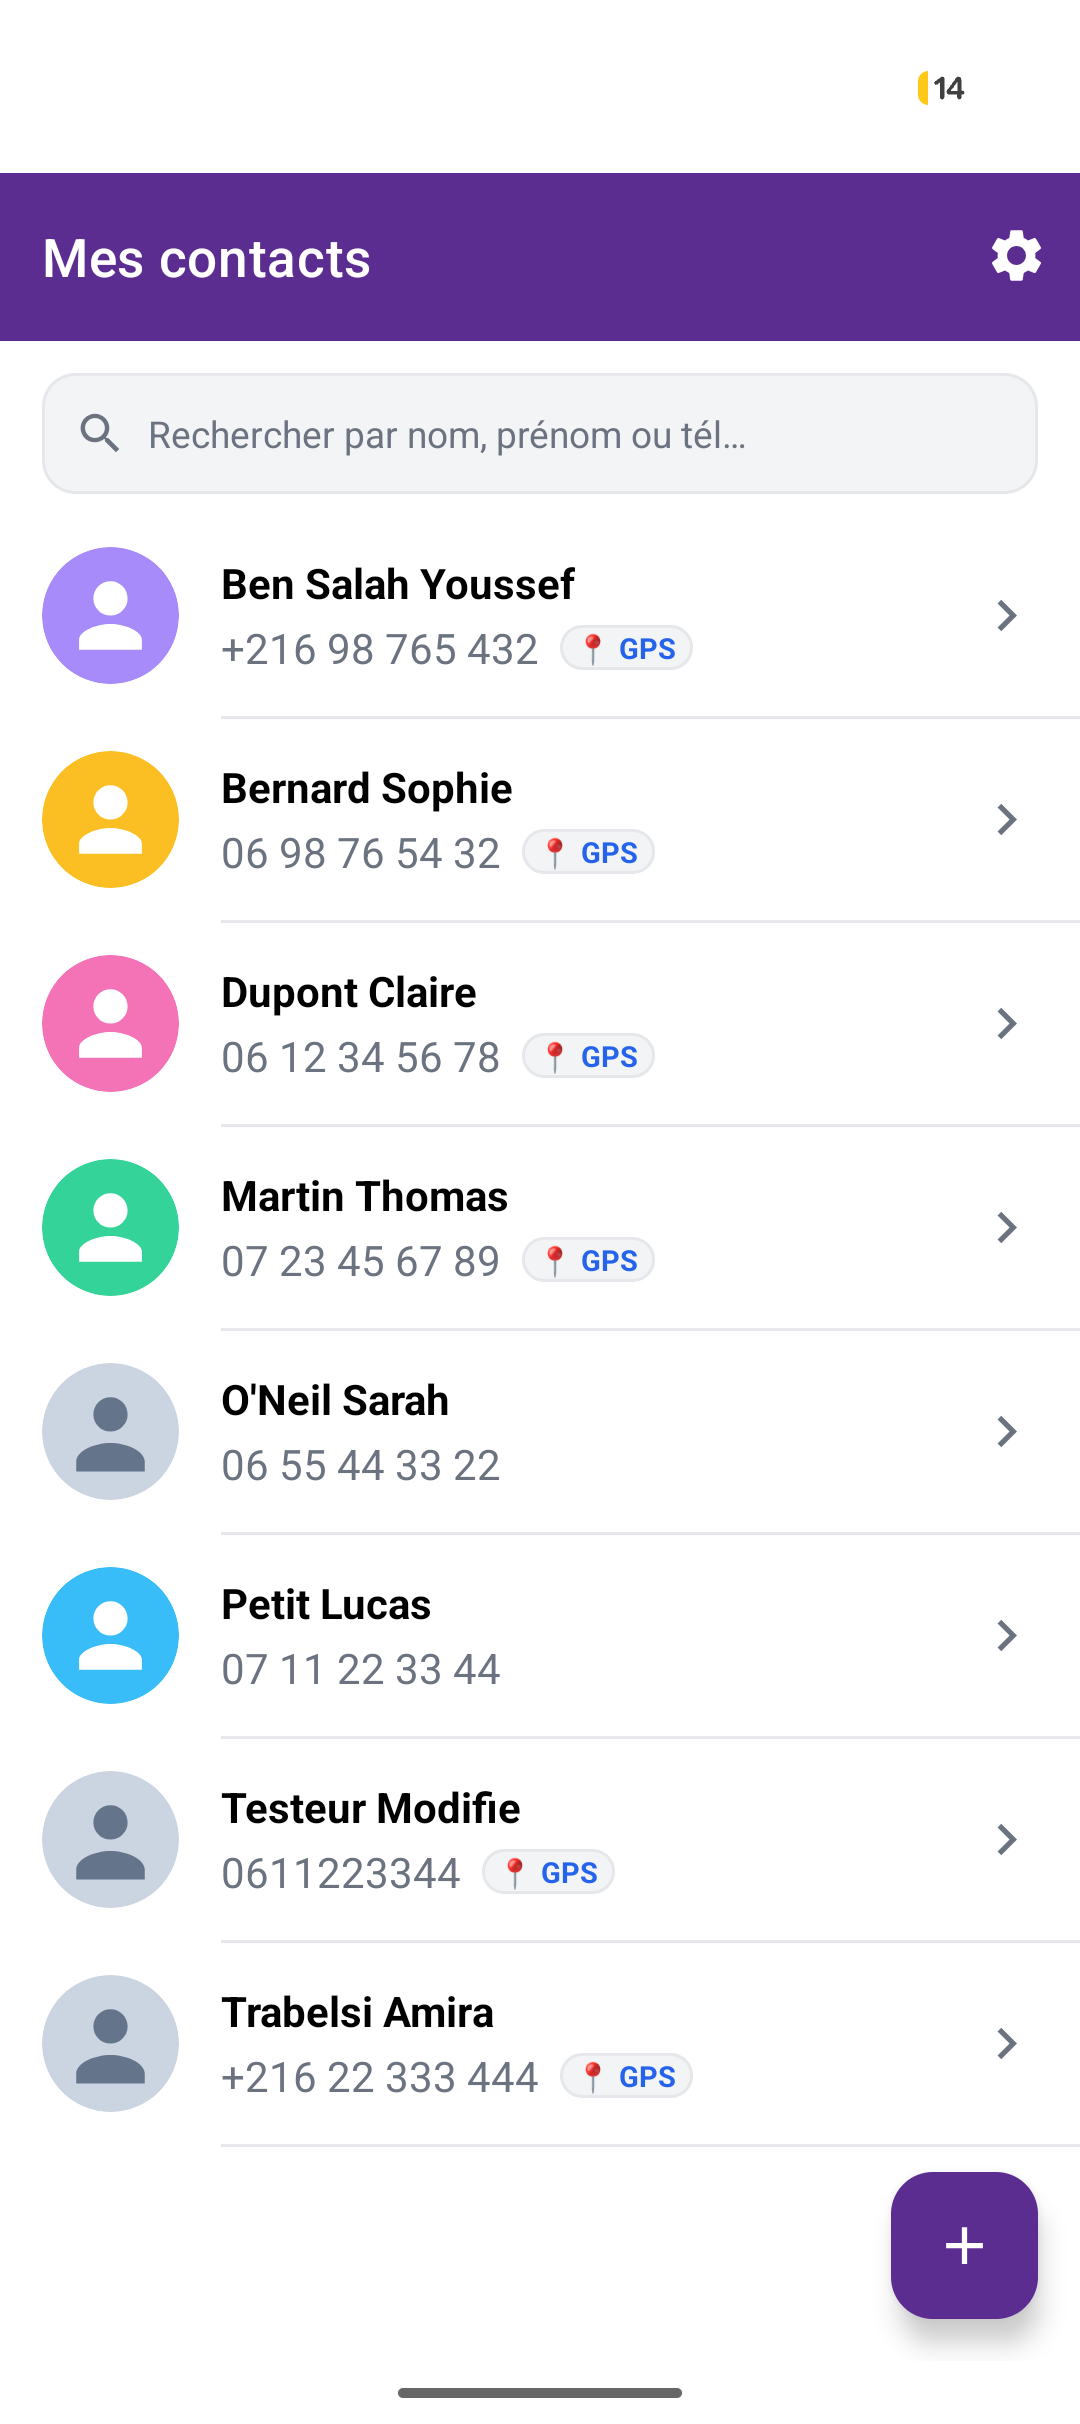 14
Mes contacts
Rechercher par nom, prénom ou tél...
Ben Salah Youssef
+216 98 765 432 📍 GPS
Bernard Sophie
06 98 76 54 32 📍 GPS
Dupont Claire
06 12 34 56 78 📍 GPS
Martin Thomas
07 23 45 67 89 📍 GPS
O'Neil Sarah
06 55 44 33 22
Petit Lucas
07 11 22 33 44
Testeur Modifie
0611223344 📍 GPS
Trabelsi Amira
+216 22 333 444 📍 GPS
+